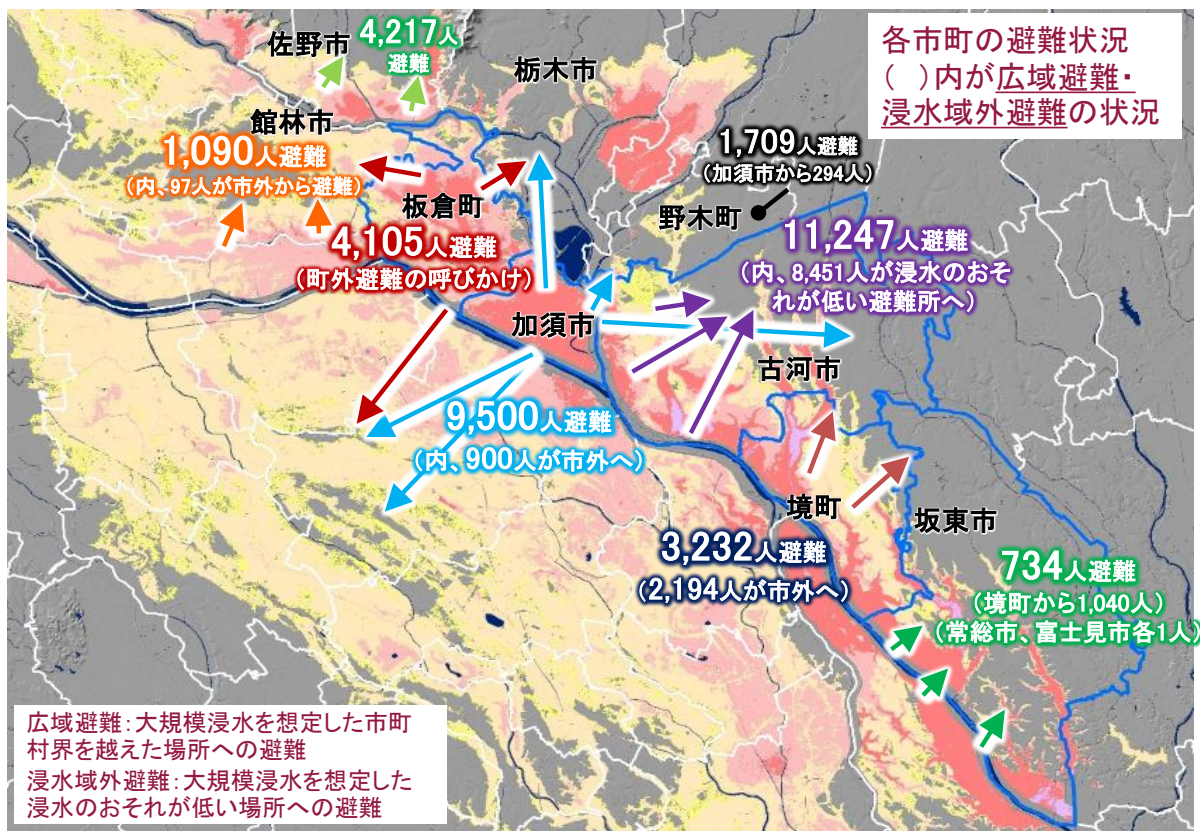 各市町の避難状況
（　）内が広域避難・
浸水域外避難の状況
佐野市
4,217人
避難
栃木市
館林市
1,090人避難
（内、97人が市外から避難）
1,709人避難
（加須市から294人）
野木町
板倉町
4,105人避難
（町外避難の呼びかけ）
11,247人避難
（内、8,451人が浸水のおそ
れが低い避難所へ）
加須市
古河市
9,500人避難
（内、900人が市外へ）
境町
坂東市
3,232人避難
（2,194人が市外へ）
734人避難
（境町から1,040人）
（常総市、富士見市各1人）
広域避難：大規模浸水を想定した市町
村界を越えた場所への避難
浸水域外避難：大規模浸水を想定した
浸水のおそれが低い場所への避難